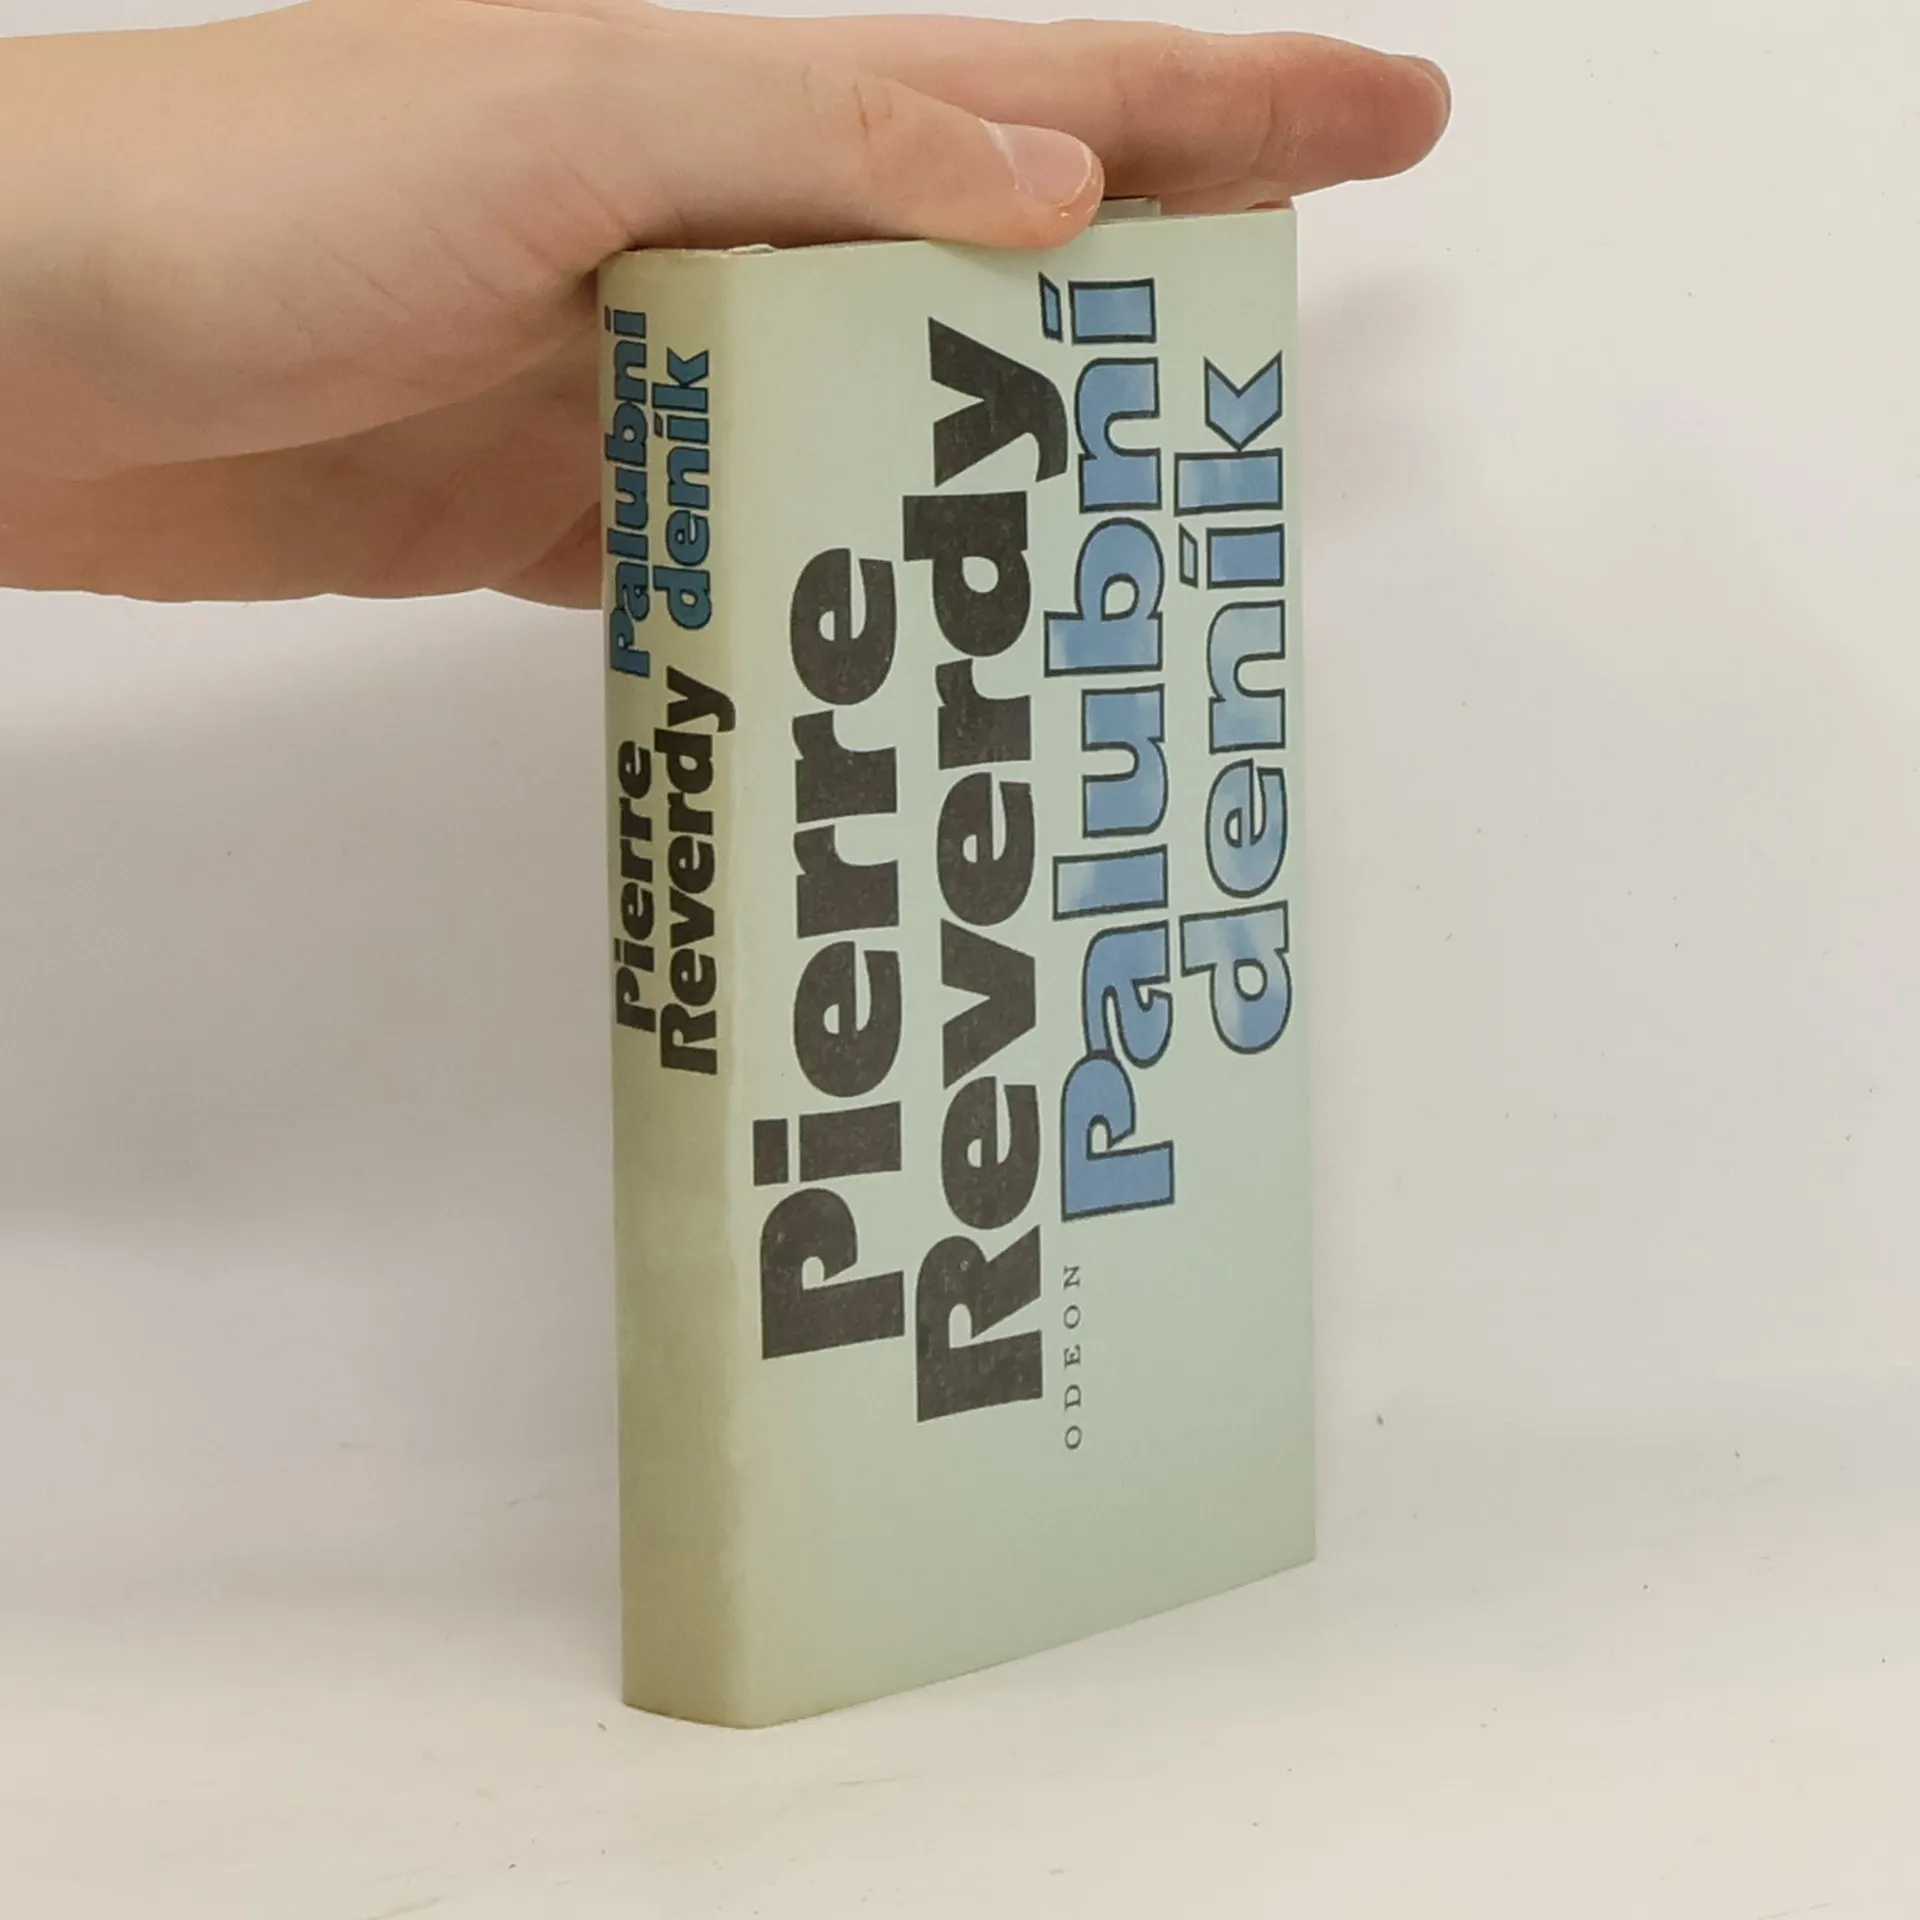 Pierre
Reverdy
Palubní
deník
Pierre
Reverdy
Palubní
deník
ODEON